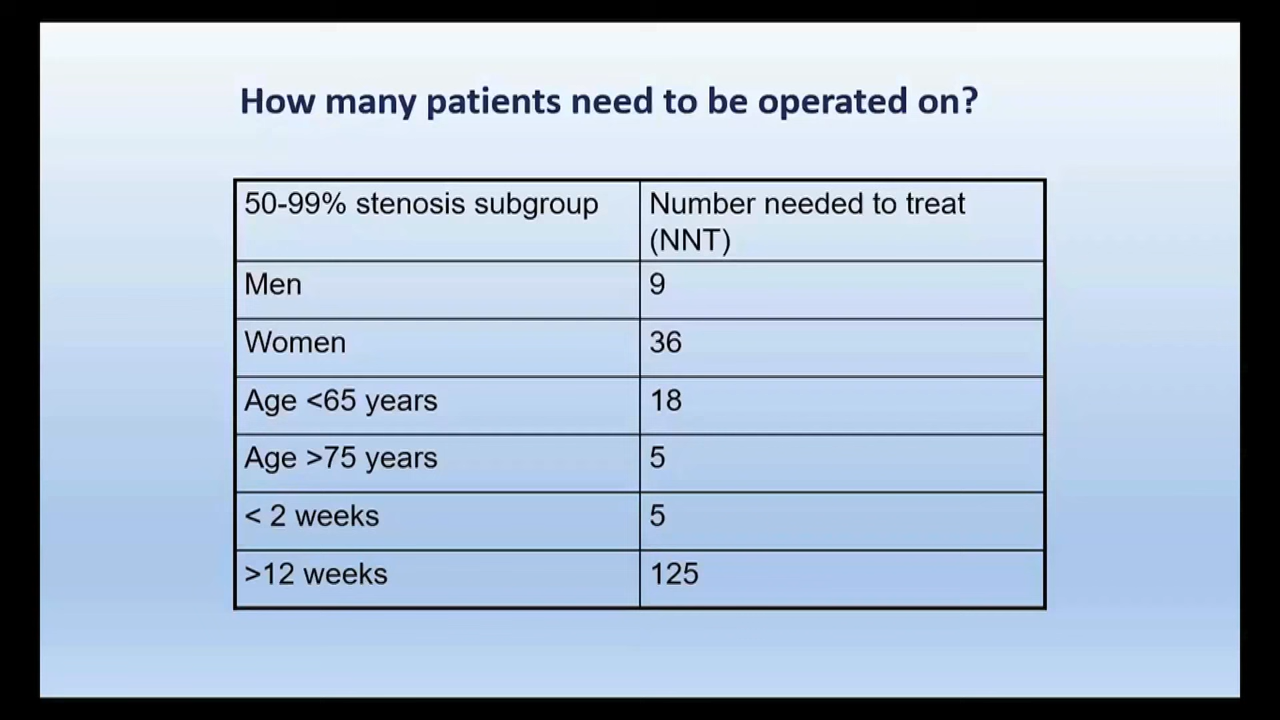 How many patients need to be operated on?
50-99% stenosis subgroup
Number needed to treat
(NNT)
Men
9
Women
36
Age <65 years
18
Age >75 years
5
< 2 weeks
5
>12 weeks
125